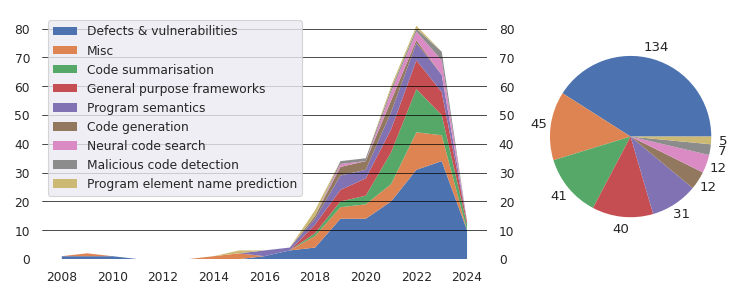 80
70
60
50
40
30
20
10
0
Defects & vulnerabilities
Misc
Code summarisation
General purpose frameworks
Program semantics
Code generation
Neural code search
Malicious code detection
Program element name prediction
2008 2010 2012 2014 2016 2018 2020 2022 2024
80
70
60
50
40
30
20
10
0
134
45
41
40
31
12
12
7
5